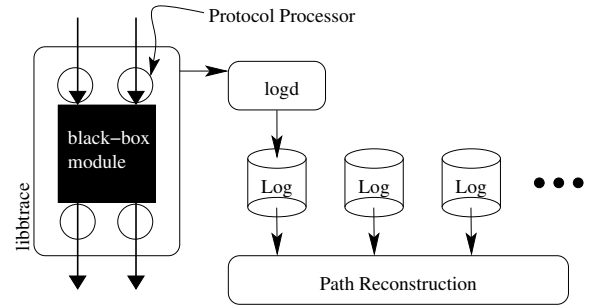 Protocol Processor
logd
black-box
module
libbtrace
Log
Log
Log
Path Reconstruction